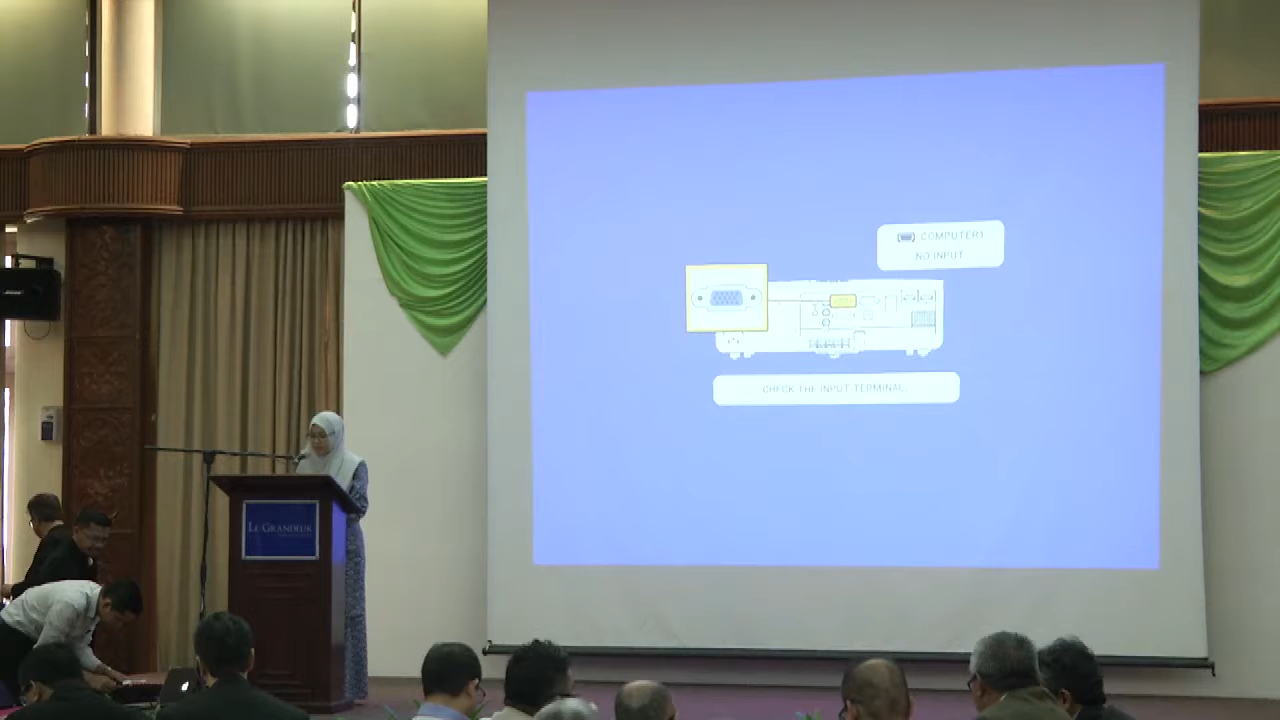 COMPUTER1
NO INPUT
CHECK THE INPUT TERMINAL.
LE GRANDEUR